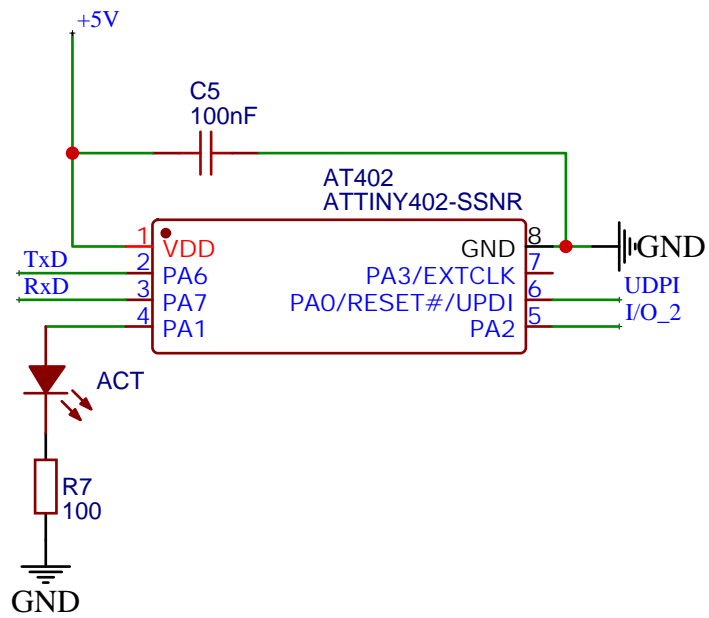 +5V
C5
100nF
AT402
ATTINY402-SSNR
1
VDD
GND
8
GND
TxD
2
PA6
PA3/EXTCLK
7
UDPI
RxD
3
PA7
PA0/RESET#/UPDI
6
I/O_2
4
PA1
PA2
5
ACT
R7
100
GND